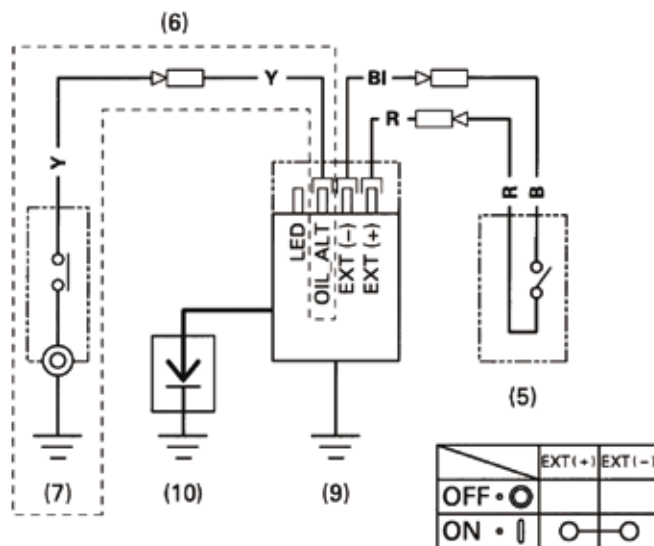 (6)
Y
Y
Bl
R
R
B
LED
OIL_ALT
EXT (-)
EXT (+)
(5)
(7)
(10)
(9)
EXT(+) EXT(-)
OFF
ON